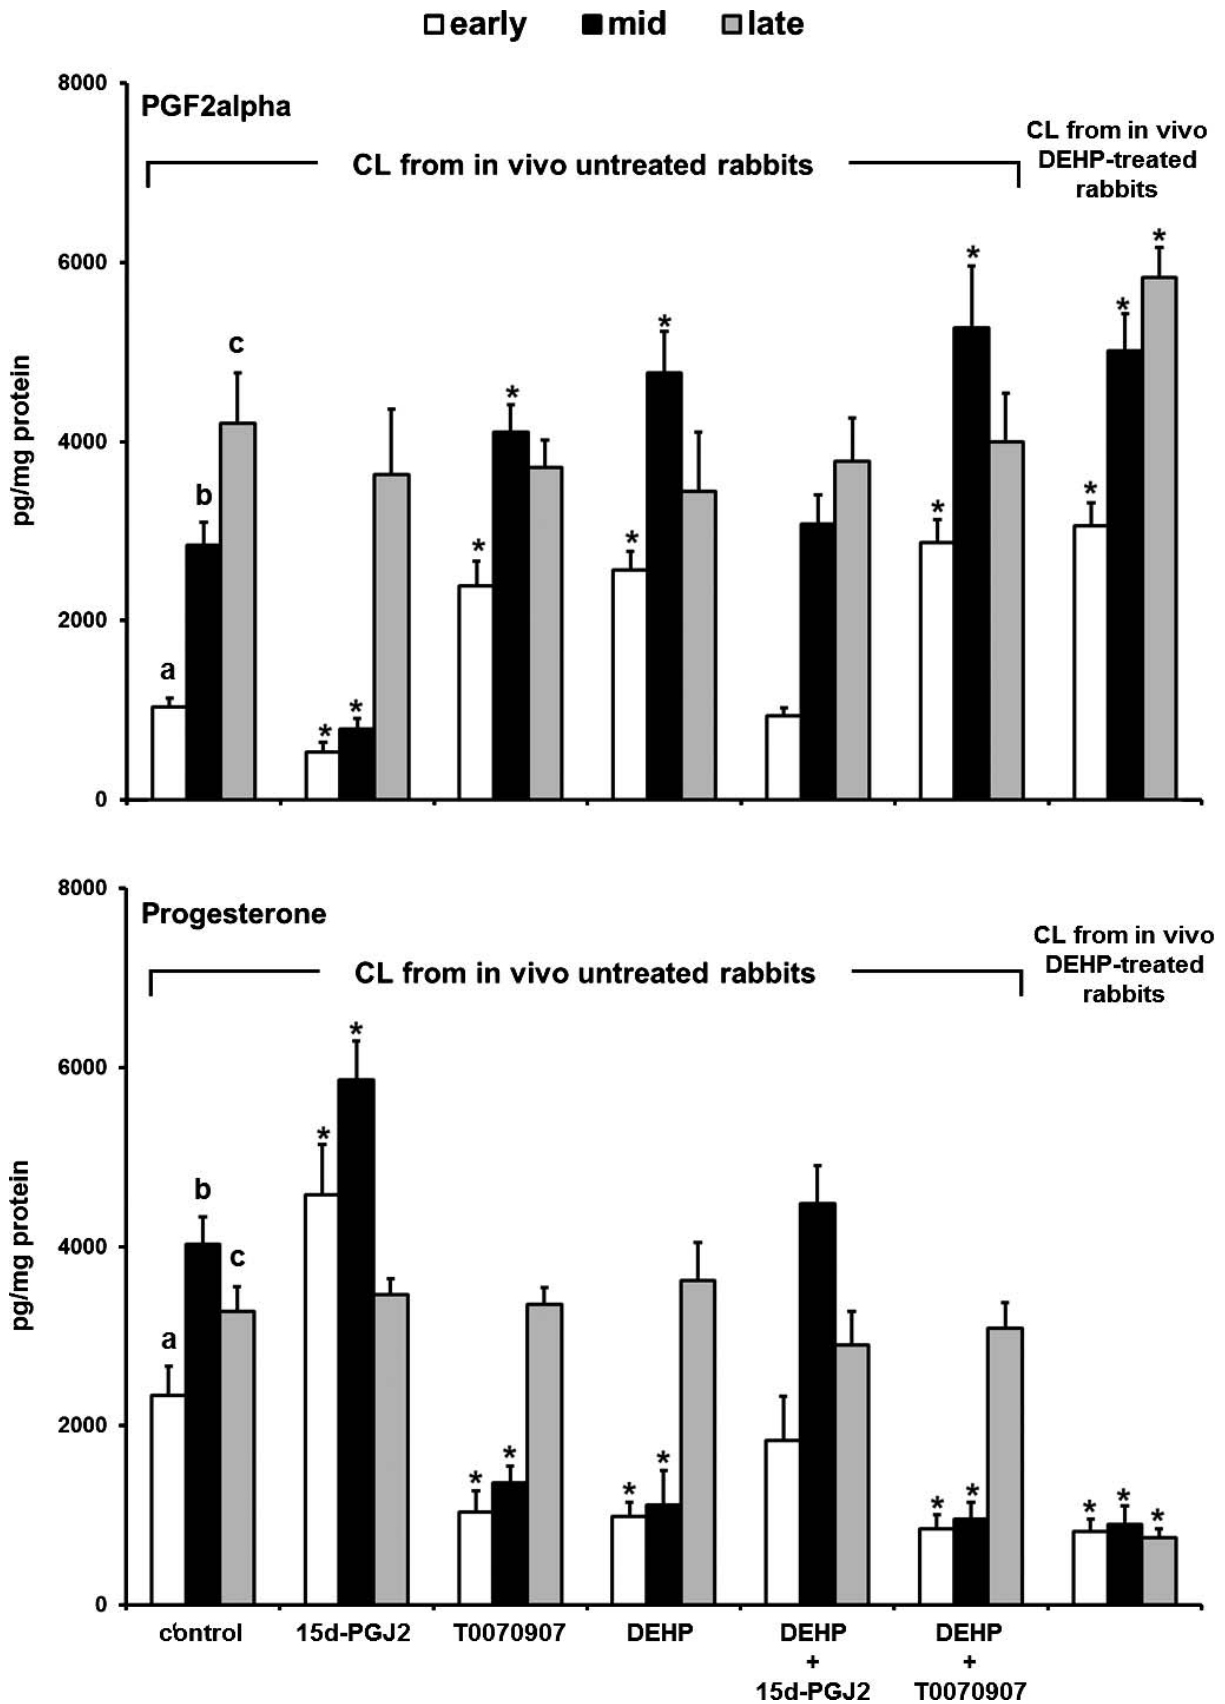 early mid late
8000
PGF2alpha
CL from in vivo
DEHP-treated
rabbits
CL from in vivo untreated rabbits
*
6000
*
*
*
c
*
pg/mg protein
4000
b
*
*
*
*
2000
a
*
*
0
8000
Progesterone
CL from in vivo
DEHP-treated
rabbits
CL from in vivo untreated rabbits
*
6000
*
b
pg/mg protein
4000
c
a
2000
*
*
*
*
*
*
*
*
*
0
control 15d-PGJ2 T0070907 DEHP DEHP DEHP
+ +
15d-PGJ2 T0070907